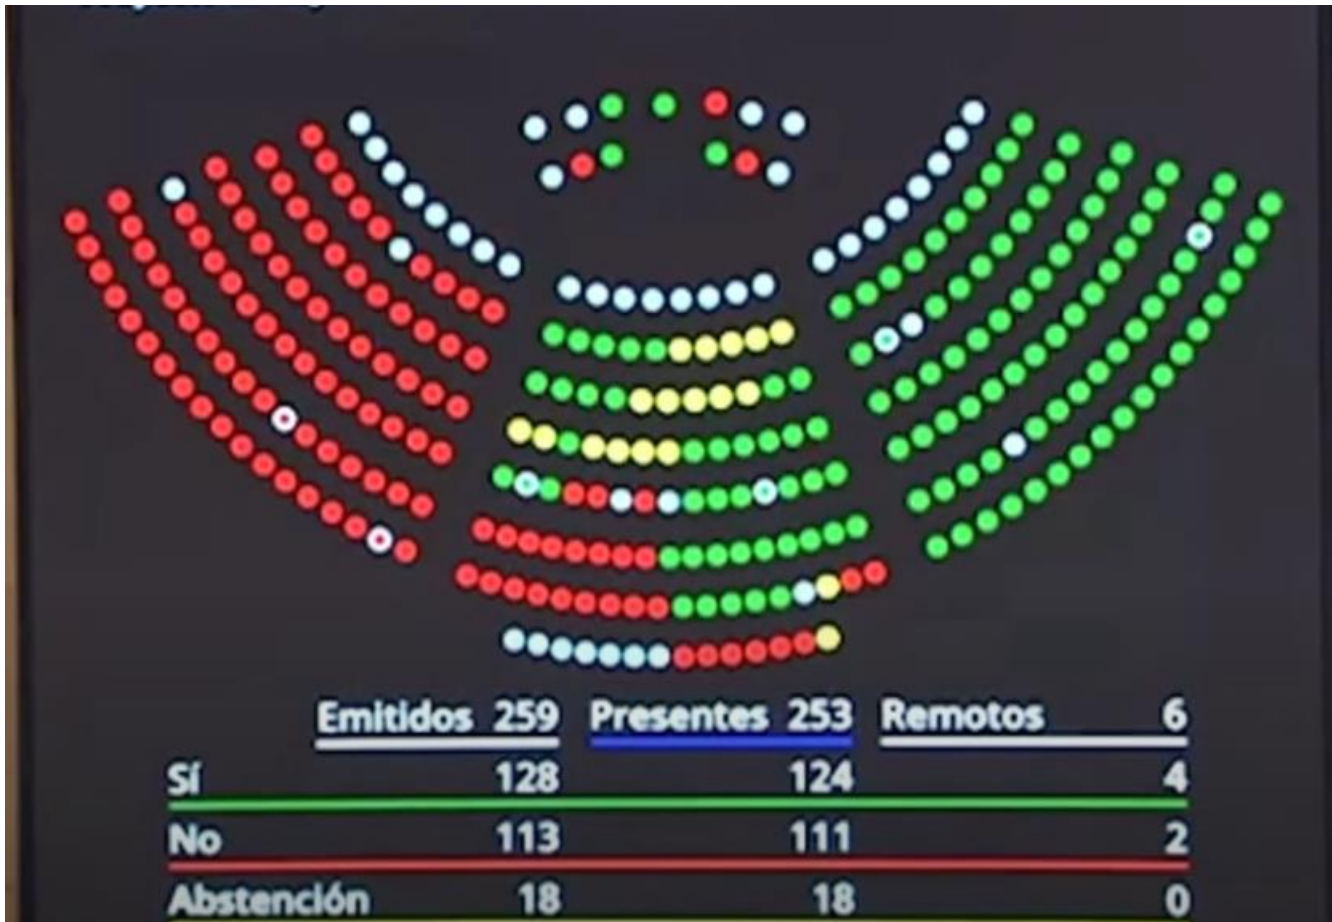 Emitidos 259 Presentes 253 Remotos 6
Sí 128 124 4
No 113 111 2
Abstención 18 18 0